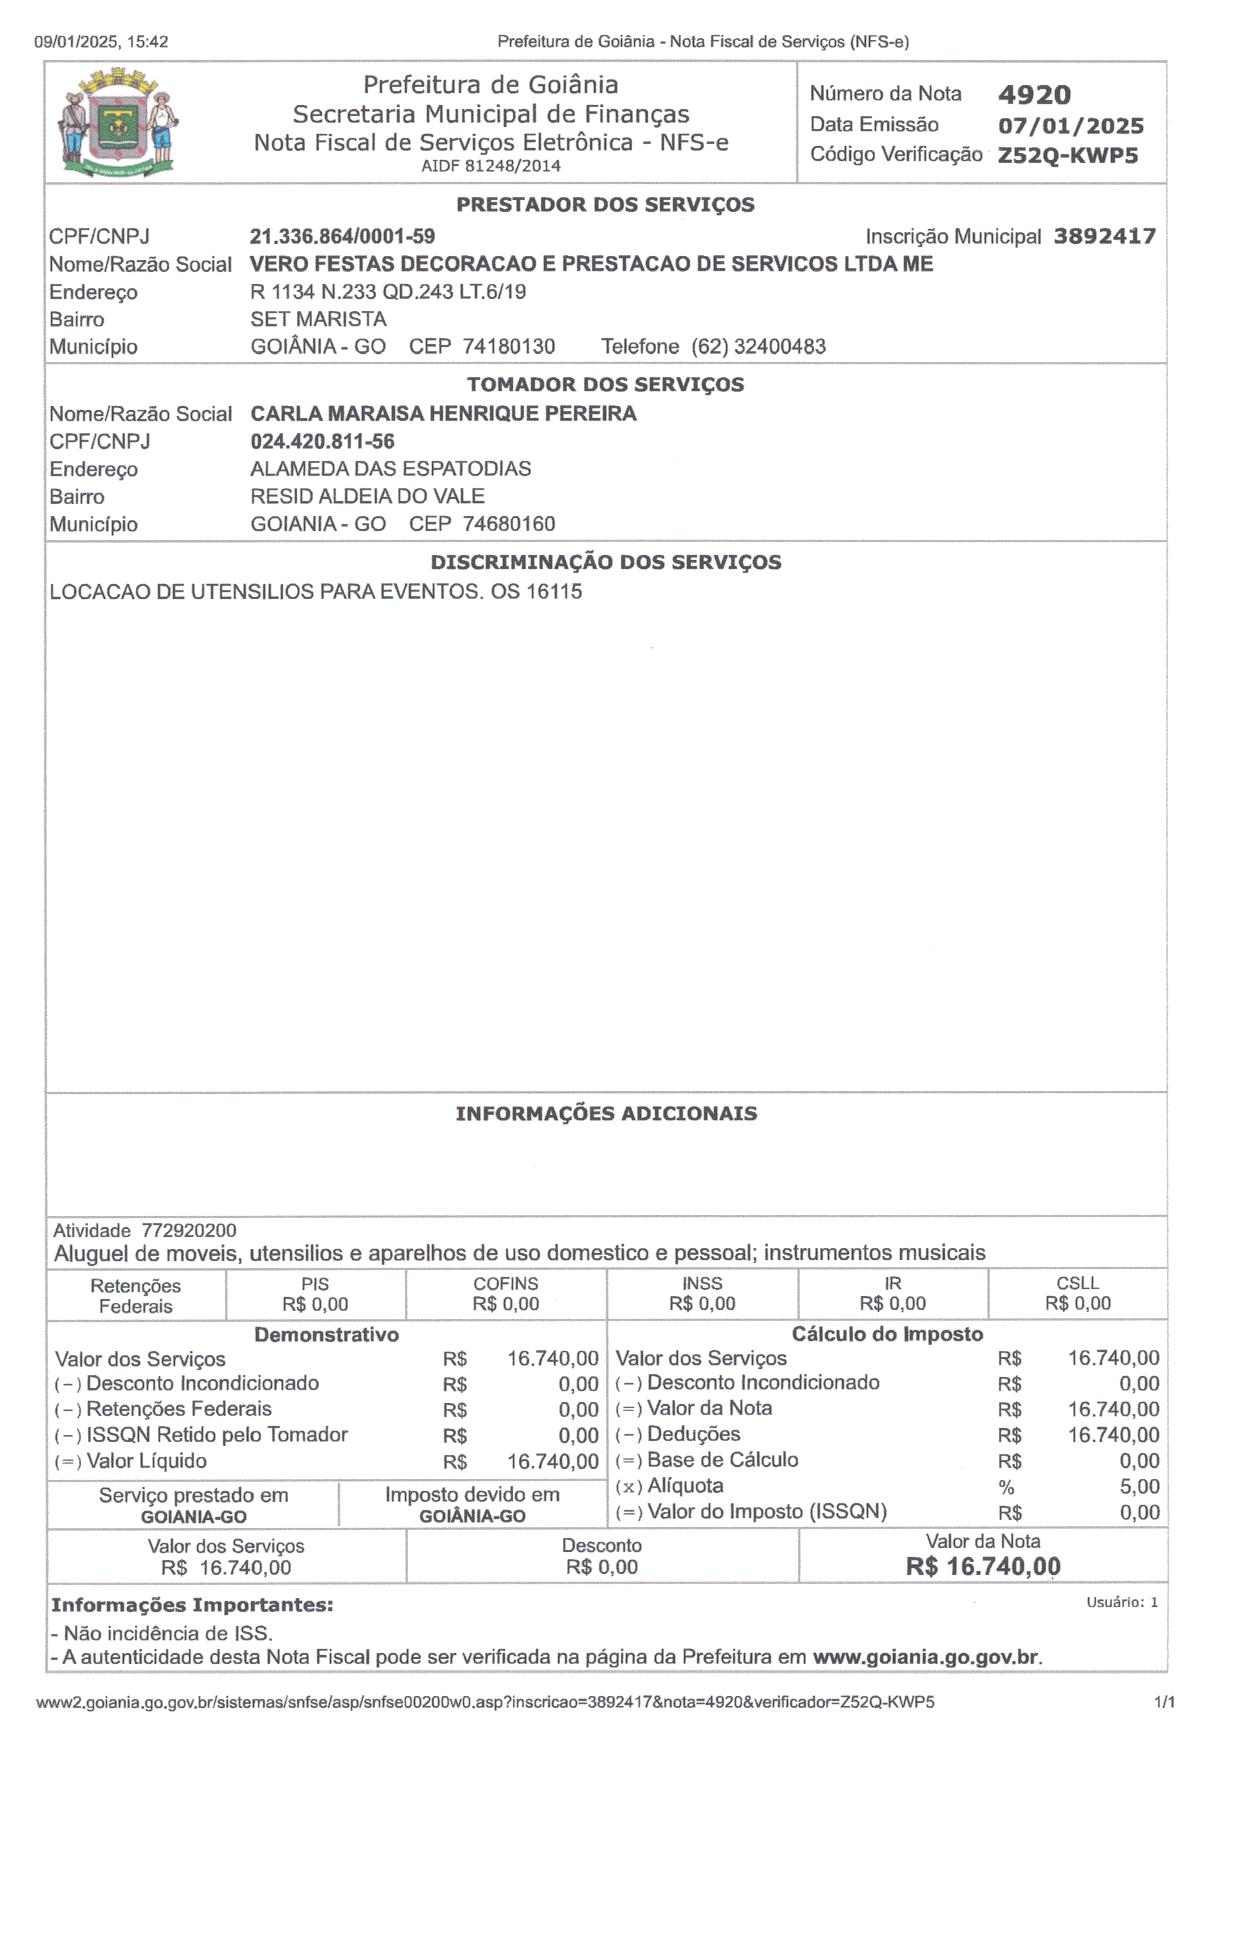 09/01/2025, 15:42 Prefeitura de Goiânia - Nota Fiscal de Serviços (NFS-e)
Prefeitura de Goiânia
Secretaria Municipal de Finanças
Nota Fiscal de Serviços Eletrônica - NFS-e
AIDF 81248/2014
Número da Nota 4920
Data Emissão 07/01/2025
Código Verificação Z52Q-KWP5
PRESTADOR DOS SERVIÇOS
CPF/CNPJ 21.336.864/0001-59 Inscrição Municipal 3892417
Nome/Razão Social VERO FESTAS DECORACAO E PRESTACAO DE SERVICOS LTDA ME
Endereço R 1134 N.233 QD.243 LT.6/19
Bairro SET MARISTA
Município GOIÂNIA - GO CEP 74180130 Telefone (62) 32400483
TOMADOR DOS SERVIÇOS
Nome/Razão Social CARLA MARAISA HENRIQUE PEREIRA
CPF/CNPJ 024.420.811-56
Endereço ALAMEDA DAS ESPATODIAS
Bairro RESID ALDEIA DO VALE
Município GOIANIA - GO CEP 74680160
DISCRIMINAÇÃO DOS SERVIÇOS
LOCACAO DE UTENSILIOS PARA EVENTOS. OS 16115
INFORMAÇÕES ADICIONAIS
Atividade 772920200
Aluguel de moveis, utensilios e aparelhos de uso domestico e pessoal; instrumentos musicais
Retenções Federais
PIS R$ 0,00
COFINS R$ 0,00
INSS R$ 0,00
IR R$ 0,00
CSLL R$ 0,00
Demonstrativo
Valor dos Serviços R$ 16.740,00
(-) Desconto Incondicionado R$ 0,00
(-) Retenções Federais R$ 0,00
(-) ISSQN Retido pelo Tomador R$ 0,00
(=) Valor Líquido R$ 16.740,00
Serviço prestado em
GOIANIA-GO
Imposto devido em
GOIÂNIA-GO
Cálculo do Imposto
Valor dos Serviços R$ 16.740,00
(-) Desconto Incondicionado R$ 0,00
(=) Valor da Nota R$ 16.740,00
(-) Deduções R$ 16.740,00
(=) Base de Cálculo R$ 0,00
(x) Alíquota % 5,00
(=) Valor do Imposto (ISSQN) R$ 0,00
Valor dos Serviços
R$ 16.740,00
Desconto
R$ 0,00
Valor da Nota
R$ 16.740,00
Informações Importantes: Usuário: 1
- Não incidência de ISS.
- A autenticidade desta Nota Fiscal pode ser verificada na página da Prefeitura em www.goiania.go.gov.br.
www2.goiania.go.gov.br/sistemas/snfse/asp/snfse00200w0.asp?inscricao=3892417&nota=4920&verificador=Z52Q-KWP5 1/1